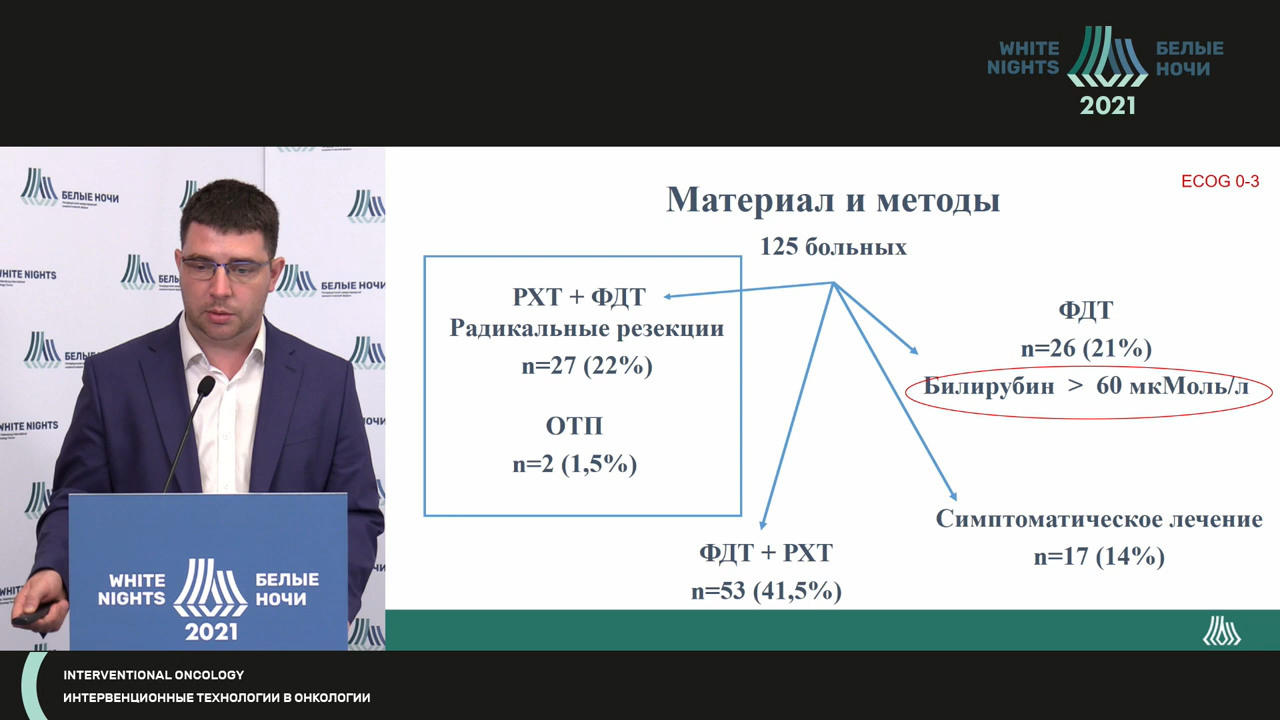 WHITE
NIGHTS
БЕЛЫЕ
НОЧИ
2021
БЕЛЫЕ НОЧИ
WHITE NIGHTS
WHITE
NIGHTS
БЕЛЫЕ
НОЧИ
2021
ECOG 0-3
Материал и методы
125 больных
РХТ + ФДТ
Радикальные резекции
n=27 (22%)
ОТП
n=2 (1,5%)
ФДТ
n=26 (21%)
Билирубин > 60 мкМоль/л
Симптоматическое лечение
n=17 (14%)
ФДТ + РХТ
n=53 (41,5%)
INTERVENTIONAL ONCOLOGY
ИНТЕРВЕНЦИОННЫЕ ТЕХНОЛОГИИ В ОНКОЛОГИИ